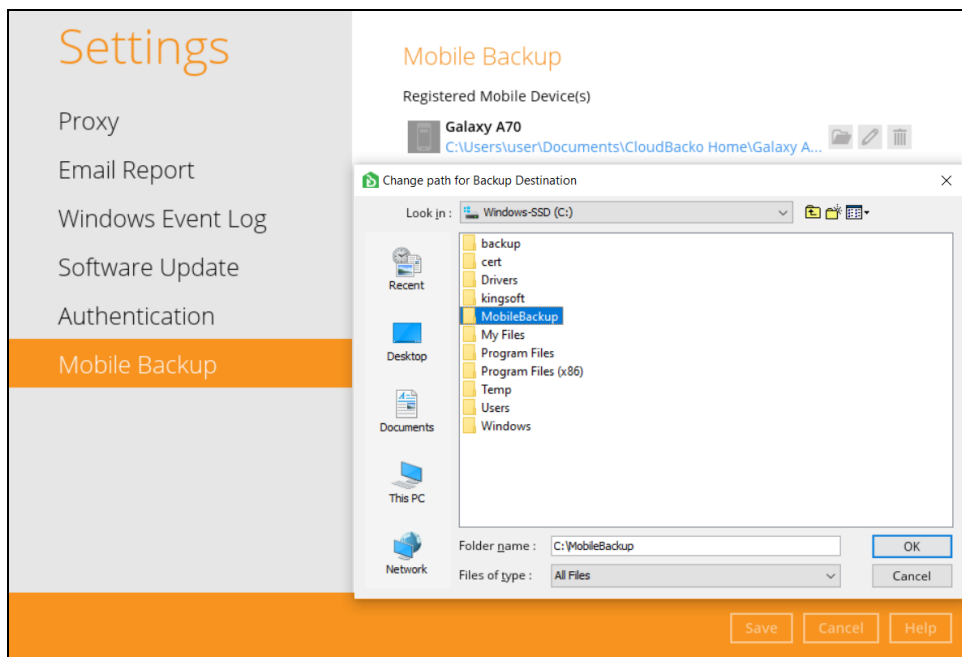 Settings
Proxy
Email Report
Windows Event Log
Software Update
Authentication
Mobile Backup
Mobile Backup
Registered Mobile Device(s)
Galaxy A70
C:\Users\user\Documents\CloudBacko Home\Galaxy A...
Change path for Backup Destination
Look in : Windows-SSD (C:)
Recent
Desktop
Documents
This PC
Network
backup
cert
Drivers
kingsoft
MobileBackup
My Files
Program Files
Program Files (x86)
Temp
Users
Windows
Folder name : C:\MobileBackup OK
Files of type : All Files Cancel
Save Cancel Help